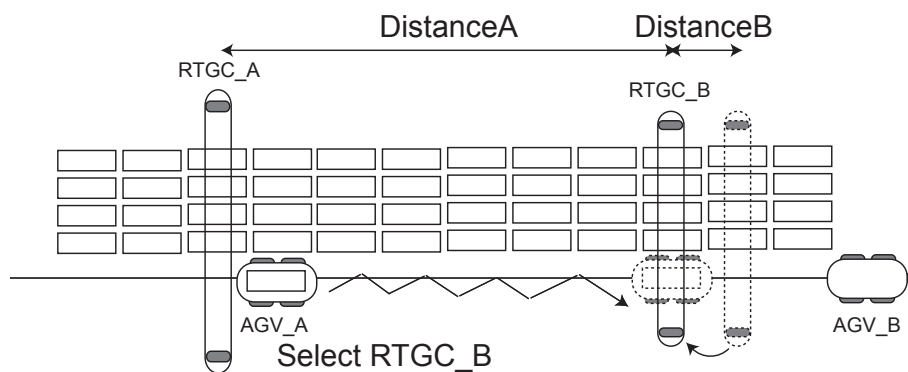 DistanceA DistanceB
RTGC_A
RTGC_B
AGV_A
AGV_B
Select RTGC_B